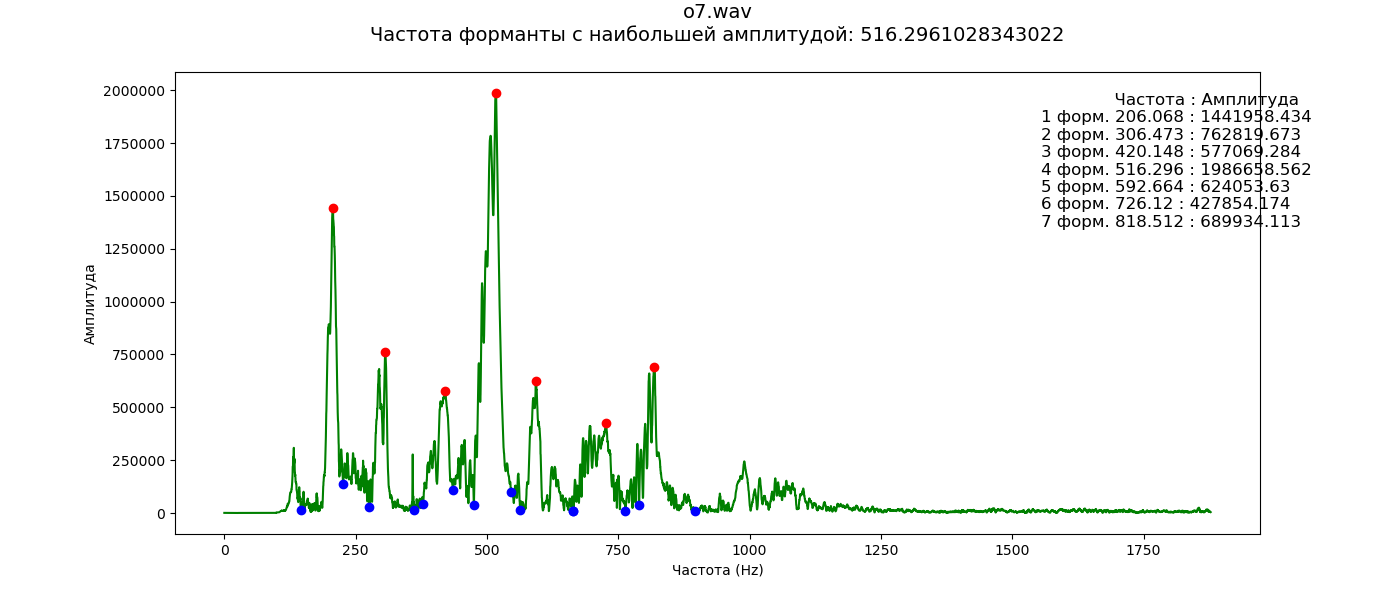 o7.wav
Частота форманты с наибольшей амплитудой: 516.2961028343022
Частота : Амплитуда
1 форм. 206.068 : 1441958.434
2 форм. 306.473 : 762819.673
3 форм. 420.148 : 577069.284
4 форм. 516.296 : 1986658.562
5 форм. 592.664 : 624053.63
6 форм. 726.12 : 427854.174
7 форм. 818.512 : 689934.113
2000000
1750000
1500000
1250000
1000000
750000
500000
250000
0
Амплитуда
0 250 500 750 1000 1250 1500 1750
Частота (Hz)